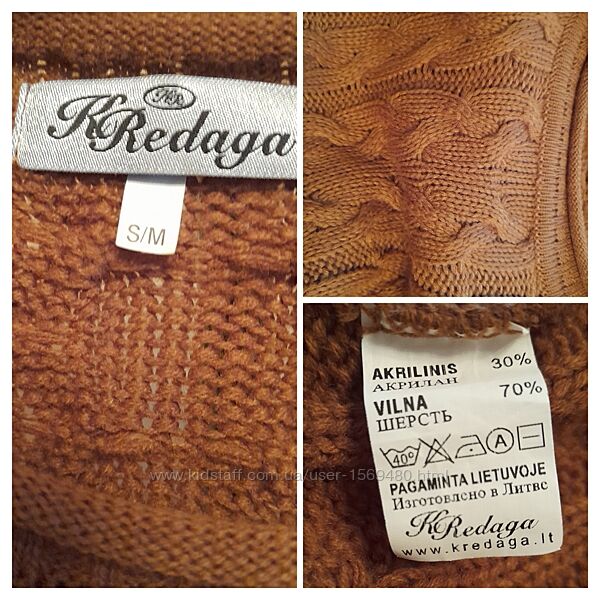 KRedaga
S/M
AKRILINIS 30%
АКРИЛАН
VILNA 70%
ШЕРСТЬ
40°
A
PAGAMINTA LIETUVOJE
Изготовлено в Литве
KRedaga
www.kredaga.lt
www.kidstaff.com.ua/user-1569480.html